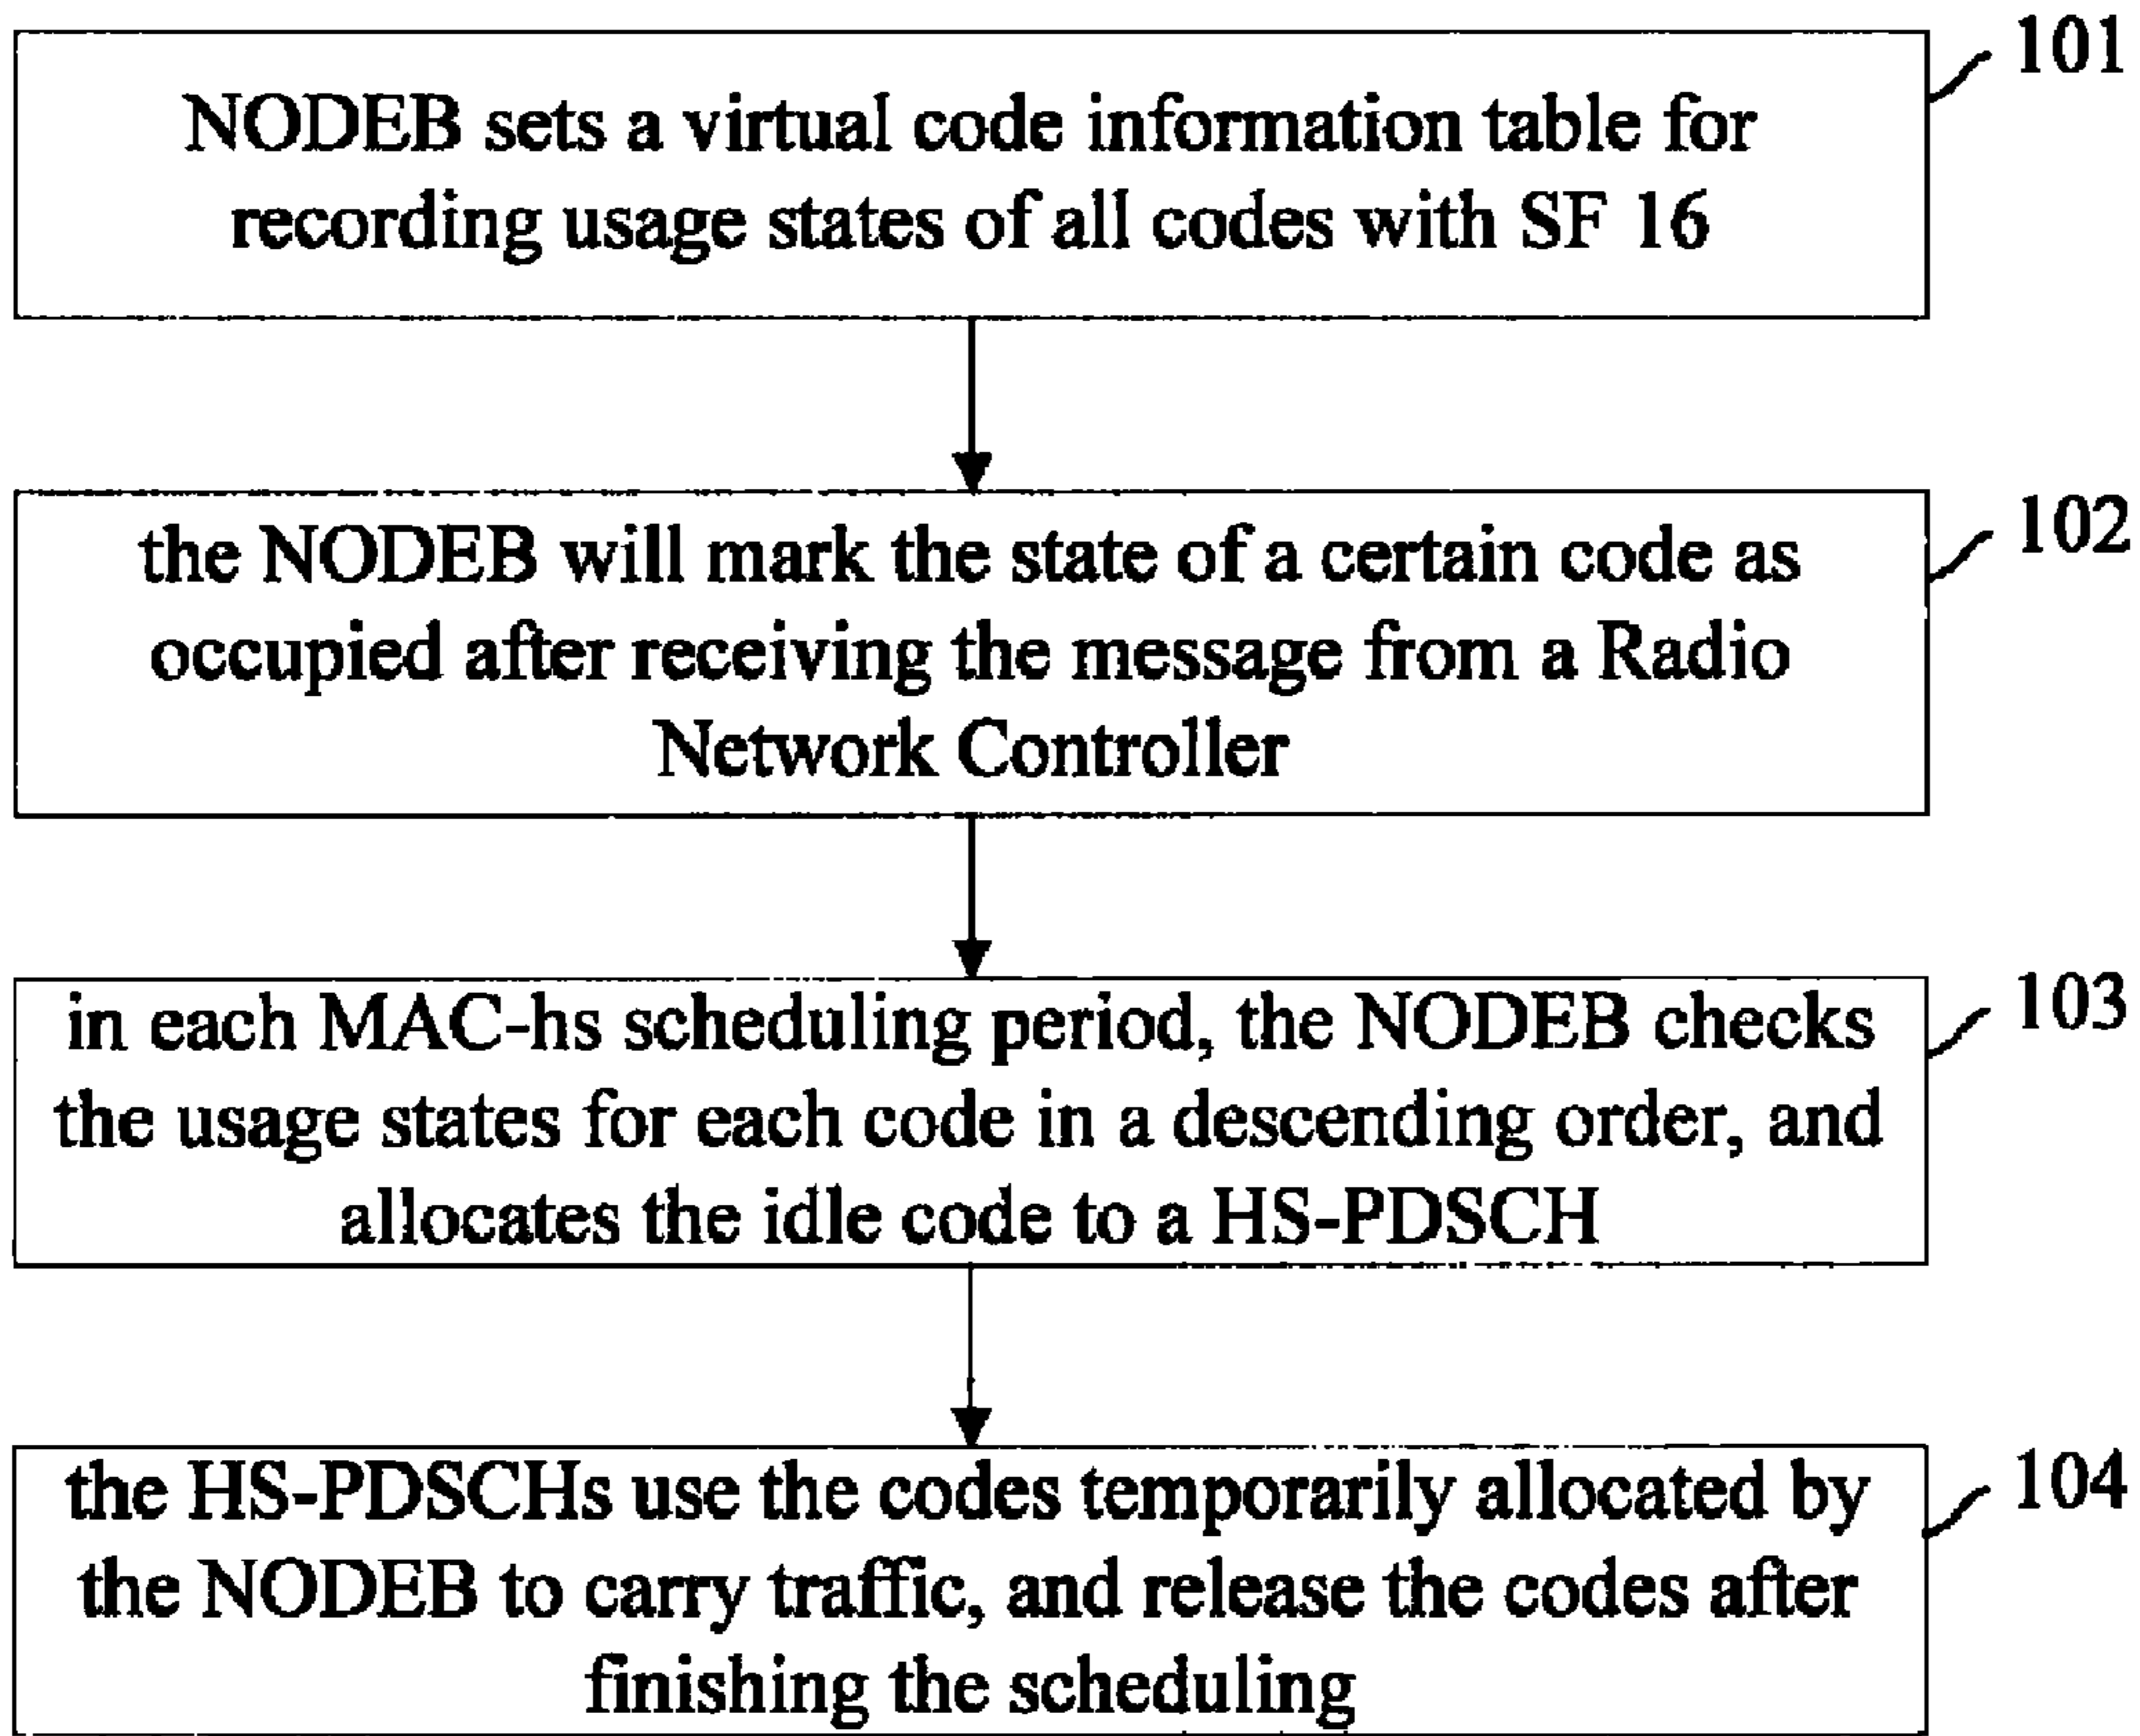 101
NODEB sets a virtual code information table for
recording usage states of all codes with SF 16
102
the NODEB will mark the state of a certain code as
occupied after receiving the message from a Radio
Network Controller
103
in each MAC-hs scheduling period, the NODEB checks
the usage states for each code in a descending order, and
allocates the idle code to a HS-PDSCH
104
the HS-PDSCHs use the codes temporarily allocated by
the NODEB to carry traffic, and release the codes after
finishing the scheduling